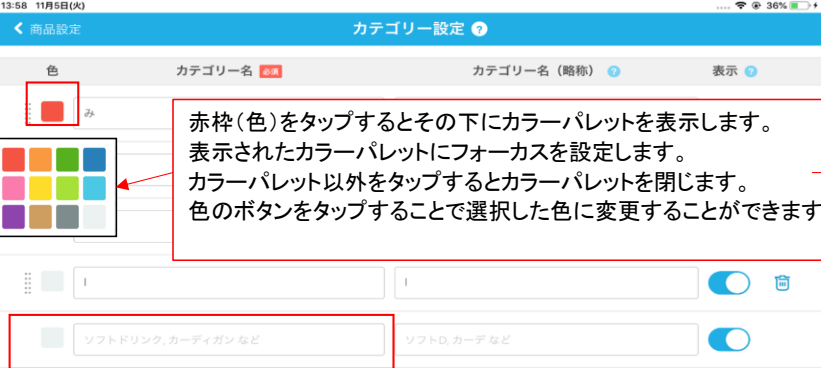 13:58 11月5日(火)
36%
商品設定
カテゴリー設定 ?
色
カテゴリー名 必須
カテゴリー名（略称） ?
表示 ?
み
赤枠（色）をタップするとその下にカラーパレットを表示します。
表示されたカラーパレットにフォーカスを設定します。
カラーパレット以外をタップするとカラーパレットを閉じます。
色のボタンをタップすることで選択した色に変更することができます
l
l
ソフトドリンク, カーディガン など
ソフトD, カーデ など